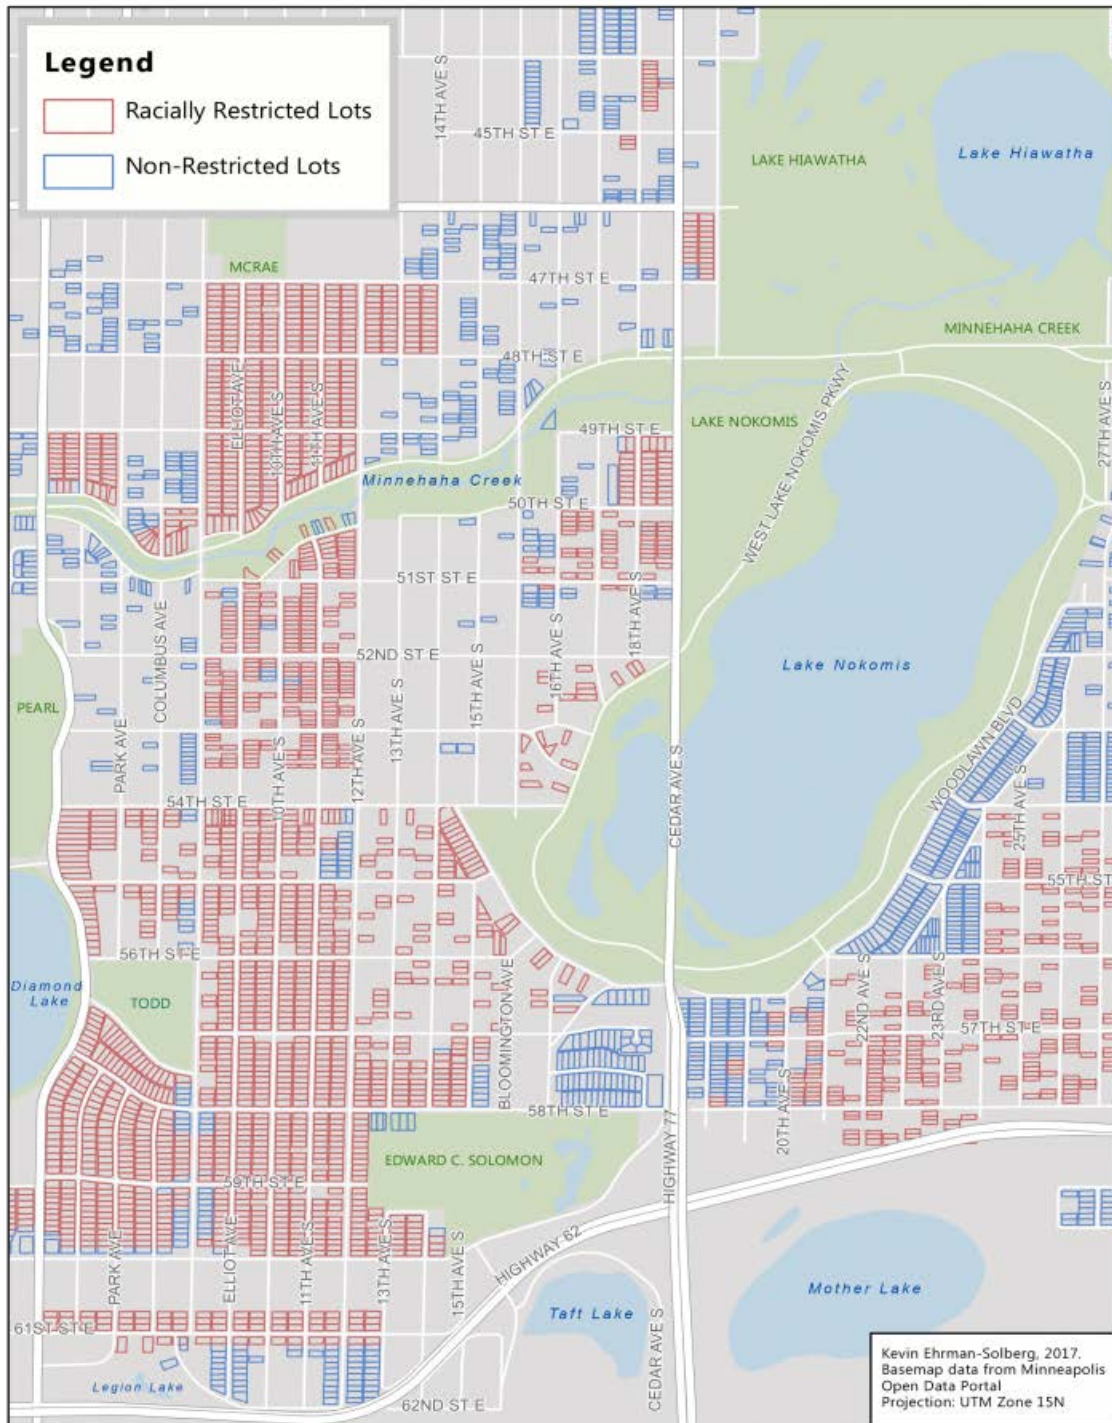 Legend
Racially Restricted Lots
Non-Restricted Lots
14TH AVE S
45TH ST E
LAKE HIAWATHA
Lake Hiawatha
MCRAE
47TH ST E
MINNEHAHA CREEK
48TH ST E
ELLIOT AVE
10TH AVE S
11TH AVE S
WEST LAKE NOKOMIS PKWY
27TH AVE S
LAKE NOKOMIS
49TH ST E
Minnehaha Creek
50TH ST E
51ST ST E
COLUMBUS AVE
18TH AVE S
16TH AVE S
52ND ST E
15TH AVE S
Lake Nokomis
PEARL
13TH AVE S
PARK AVE
10TH AVE S
12TH AVE S
CEDAR AVE S
WOODLAWN BLVD
25TH AVE S
54TH ST E
55TH ST
56TH ST E
Diamond
Lake
TODD
BLOOMINGTON AVE
22ND AVE S
23RD AVE S
57TH ST E
20TH AVE S
58TH ST E
HIGHWAY 77
EDWARD C. SOLOMON
59TH ST E
PARK AVE
ELLIOT AVE
11TH AVE S
13TH AVE S
15TH AVE S
HIGHWAY 62
Mother Lake
Taft Lake
CEDAR AVE S
61ST ST E
Legion Lake
62ND ST E
Kevin Ehrman-Solberg, 2017.
Basemap data from Minneapolis
Open Data Portal
Projection: UTM Zone 15N